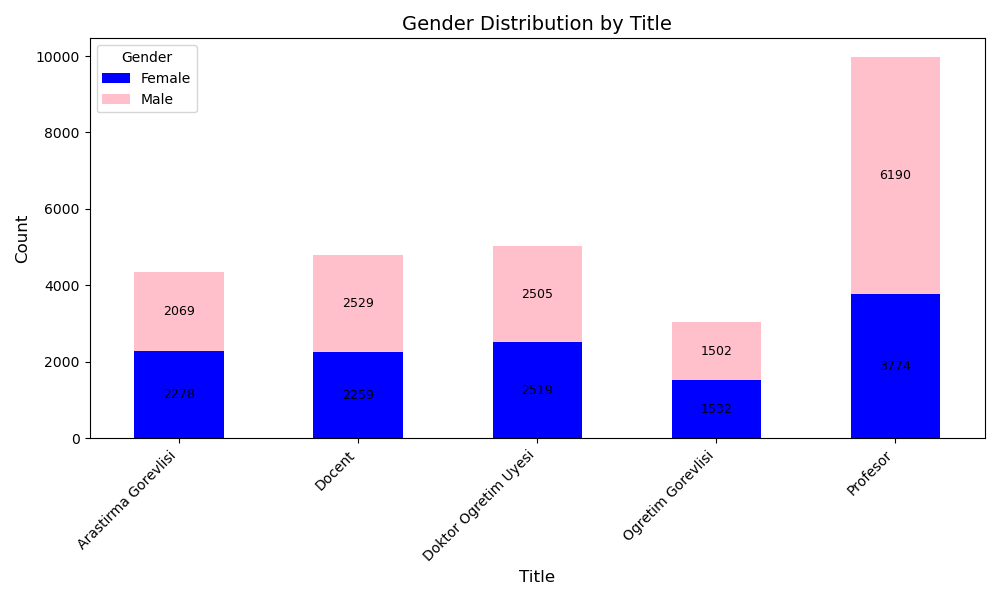 Gender Distribution by Title
Gender
Female
Male
Count
10000
8000
6000
4000
2000
0
2069
2278
2529
2259
2505
2519
1502
1532
6190
3774
Arastirma Gorevlisi
Docent
Doktor Ogretim Uyesi
Ogretim Gorevlisi
Profesor
Title